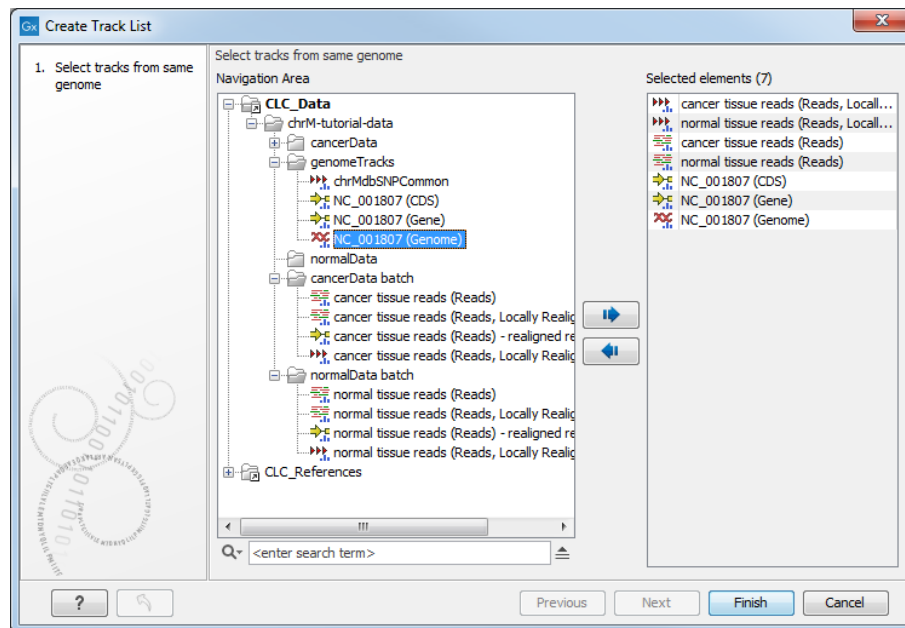 Gx Create Track List
1. Select tracks from same
genome
Select tracks from same genome
Navigation Area
CLC_Data
chrM-tutorial-data
cancerData
genomeTracks
chrMdbSNPCommon
NC_001807 (CDS)
NC_001807 (Gene)
NC_001807 (Genome)
normalData
cancerData batch
cancer tissue reads (Reads)
cancer tissue reads (Reads, Locally Realig
cancer tissue reads (Reads) - realigned re
cancer tissue reads (Reads, Locally Realig
normalData batch
normal tissue reads (Reads)
normal tissue reads (Reads, Locally Realig
normal tissue reads (Reads) - realigned re
normal tissue reads (Reads, Locally Realig
CLC_References
<enter search term>
Selected elements (7)
cancer tissue reads (Reads, Locall...
normal tissue reads (Reads, Locall...
cancer tissue reads (Reads)
normal tissue reads (Reads)
NC_001807 (CDS)
NC_001807 (Gene)
NC_001807 (Genome)
?
Previous
Next
Finish
Cancel